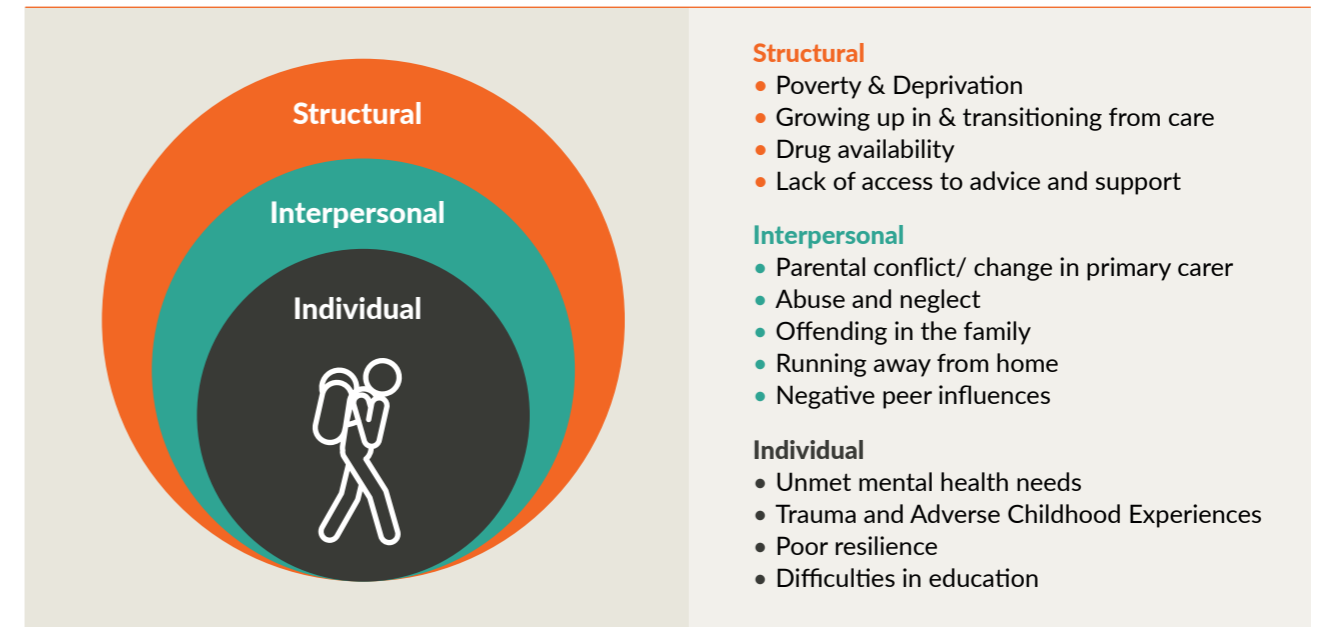 Structural
Interpersonal
Individual
Structural
• Poverty & Deprivation
• Growing up in & transitioning from care
• Drug availability
• Lack of access to advice and support
Interpersonal
• Parental conflict/ change in primary carer
• Abuse and neglect
• Offending in the family
• Running away from home
• Negative peer influences
Individual
• Unmet mental health needs
• Trauma and Adverse Childhood Experiences
• Poor resilience
• Difficulties in education